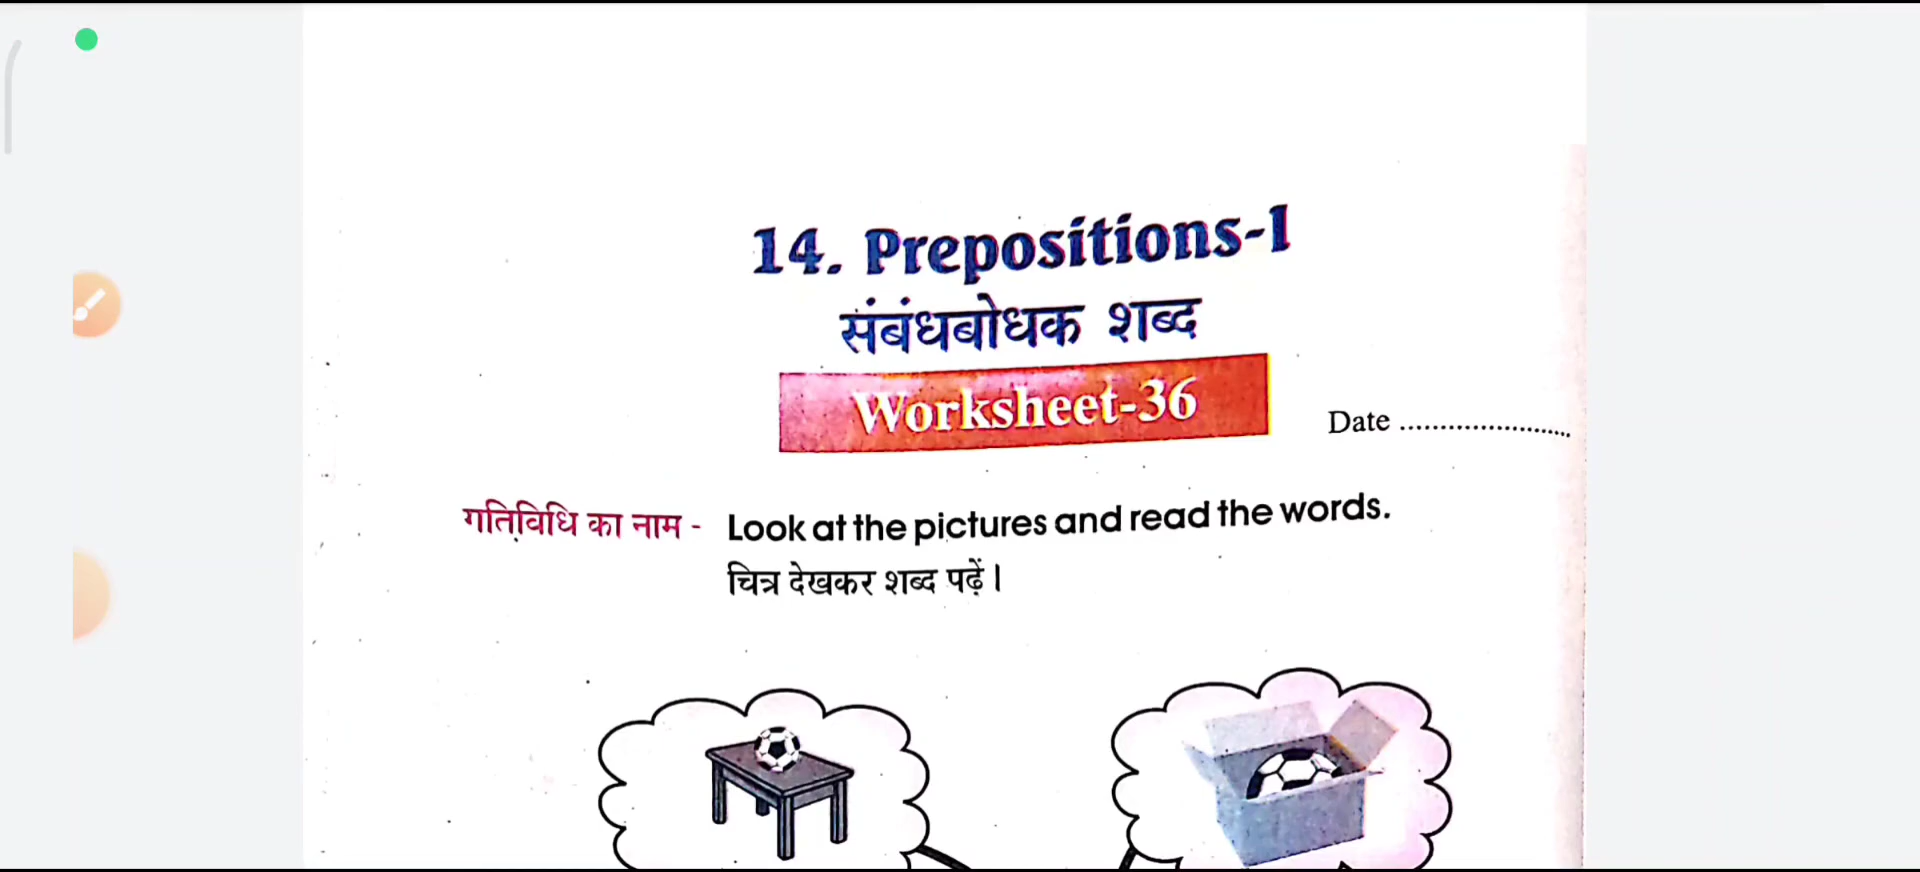 14. Prepositions-1
संबंधबोधक शब्द
Worksheet-36
Date ......................
गतिविधि का नाम - Look at the pictures and read the words.
चित्र देखकर शब्द पढ़ें।